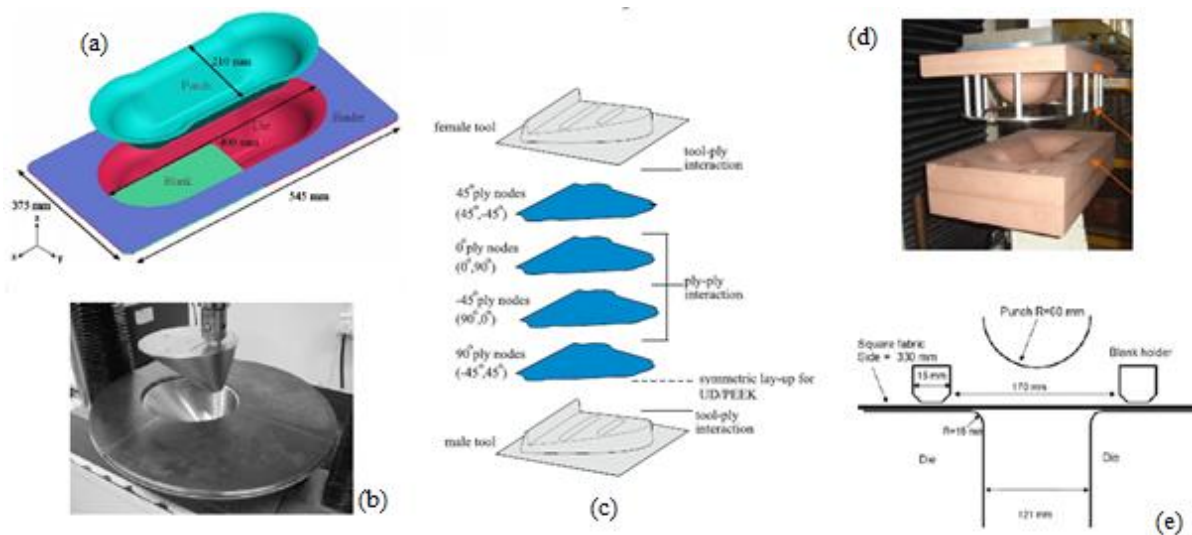 (a)
210 mm
Punch
Die
Binder
400 mm
Blank
375 mm
545 mm
z
x
y
(b)
female tool
tool-ply
interaction
45° ply nodes
(45°,-45°)
0° ply nodes
(0°,90°)
ply-ply
interaction
-45° ply nodes
(90°,0°)
90° ply nodes
(-45°,45°)
symmetric lay-up for
UD/PEEK
tool-ply
interaction
male tool
(c)
(d)
Punch R=60 mm
Square fabric
Side = 330 mm
Blank holder
15 mm
170 mm
Die
Die
121 mm
(e)